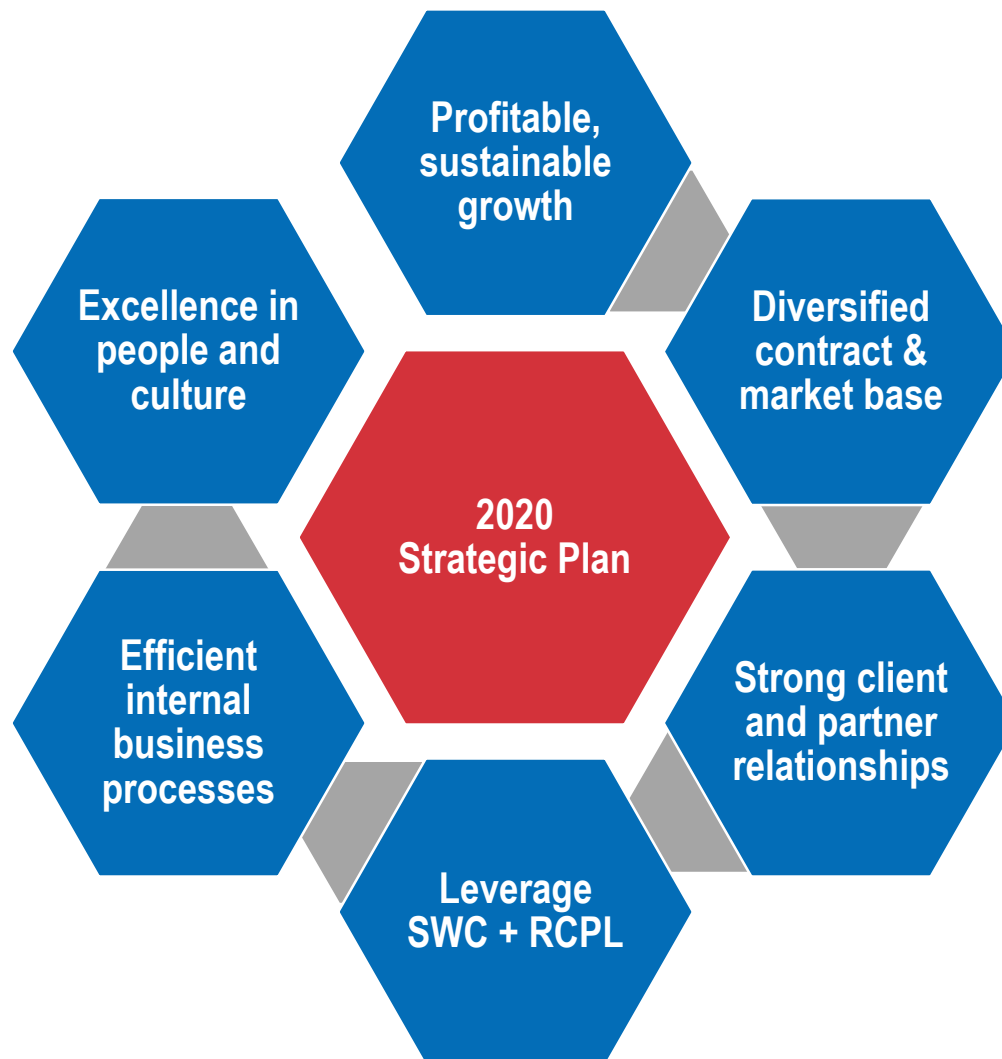 Profitable,
sustainable
growth
Diversified
contract &
market base
Strong client
and partner
relationships
Leverage
SWC + RCPL
Efficient
internal
business
processes
Excellence in
people and
culture
2020
Strategic Plan